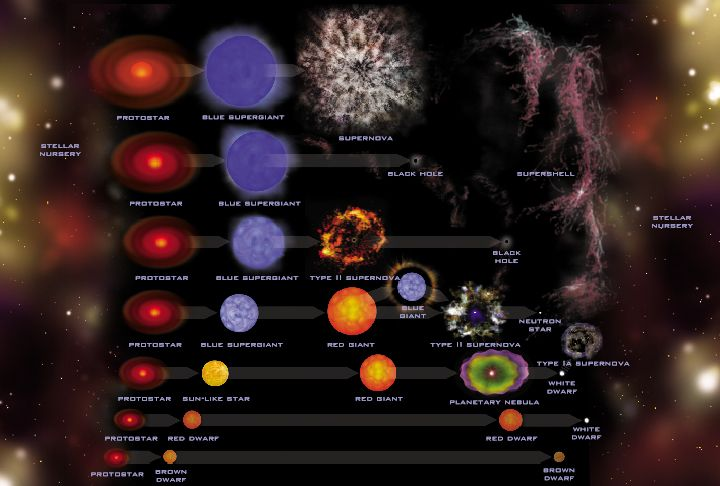 PROTOSTAR
BLUE SUPERGIANT
SUPERNOVA
STELLAR
NURSERY
BLACK HOLE
SUPERSHELL
PROTOSTAR
BLUE SUPERGIANT
STELLAR
NURSERY
BLACK
HOLE
PROTOSTAR
BLUE SUPERGIANT
TYPE II SUPERNOVA
BLUE
GIANT
NEUTRON
STAR
PROTOSTAR
BLUE SUPERGIANT
RED GIANT
TYPE II SUPERNOVA
TYPE IA SUPERNOVA
WHITE
DWARF
PROTOSTAR
SUN-LIKE STAR
RED GIANT
PLANETARY NEBULA
PROTOSTAR
RED DWARF
RED DWARF
WHITE
DWARF
PROTOSTAR
BROWN
DWARF
BROWN
DWARF